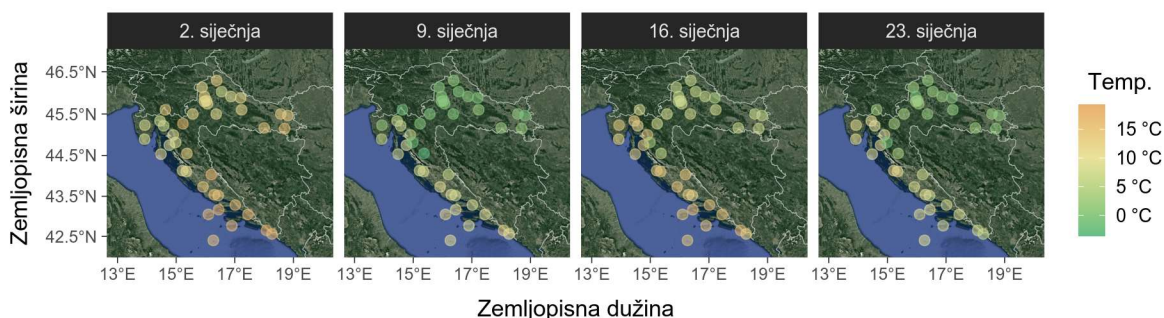 2. siječnja 9. siječnja 16. siječnja 23. siječnja
Zemljopisna širina
46.5°N
45.5°N
44.5°N
43.5°N
42.5°N
13°E 15°E 17°E 19°E 13°E 15°E 17°E 19°E 13°E 15°E 17°E 19°E 13°E 15°E 17°E 19°E
Zemljopisna dužina
Temp.
15 °C
10 °C
5 °C
0 °C